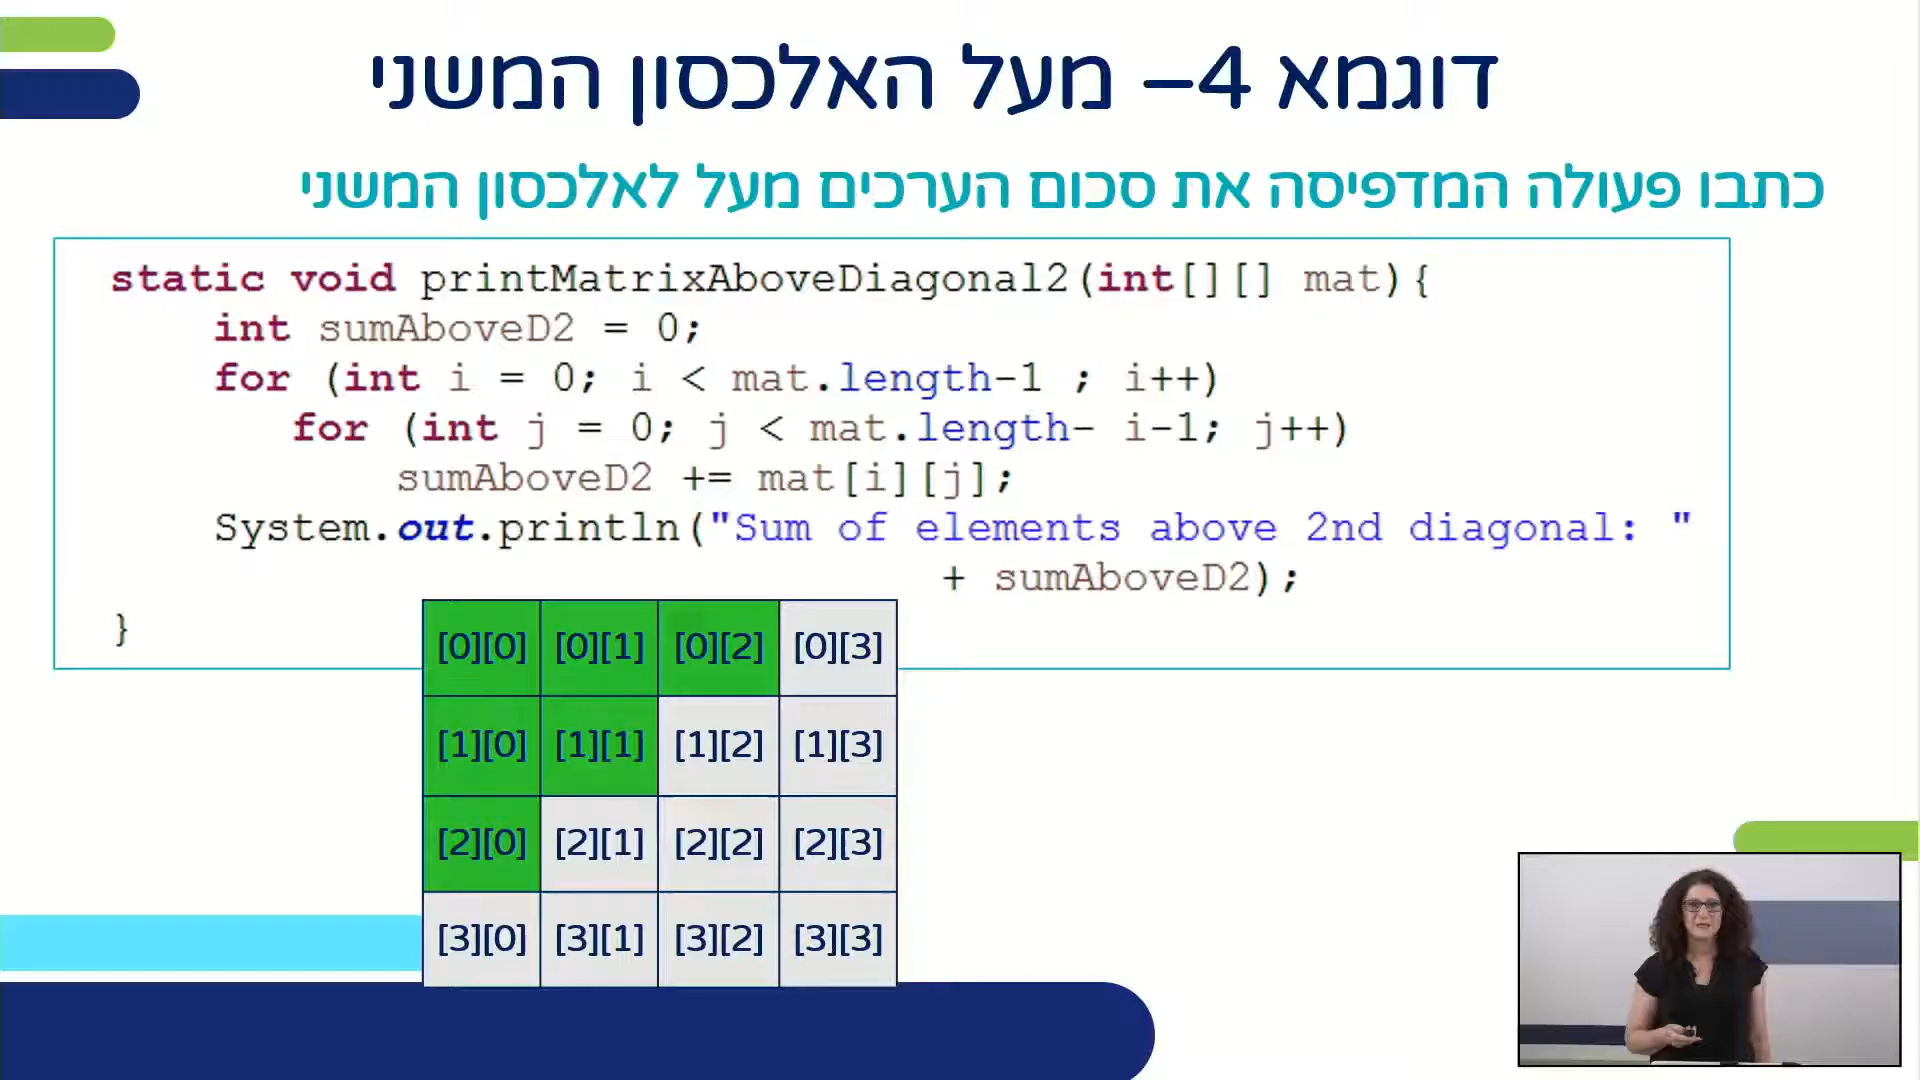 דוגמא 4– מעל האלכסון המשני
כתבו פעולה המדפיסה את סכום הערכים מעל לאלכסון המשני
static void printMatrixAboveDiagonal2(int[][] mat){
int sumAboveD2 = 0;
for (int i = 0; i < mat.length-1 ; i++)
for (int j = 0; j < mat.length- i-1; j++)
sumAboveD2 += mat[i][j];
System.out.println("Sum of elements above 2nd diagonal: "
+ sumAboveD2);
}
[0][0] [0][1] [0][2] [0][3]
[1][0] [1][1] [1][2] [1][3]
[2][0] [2][1] [2][2] [2][3]
[3][0] [3][1] [3][2] [3][3]